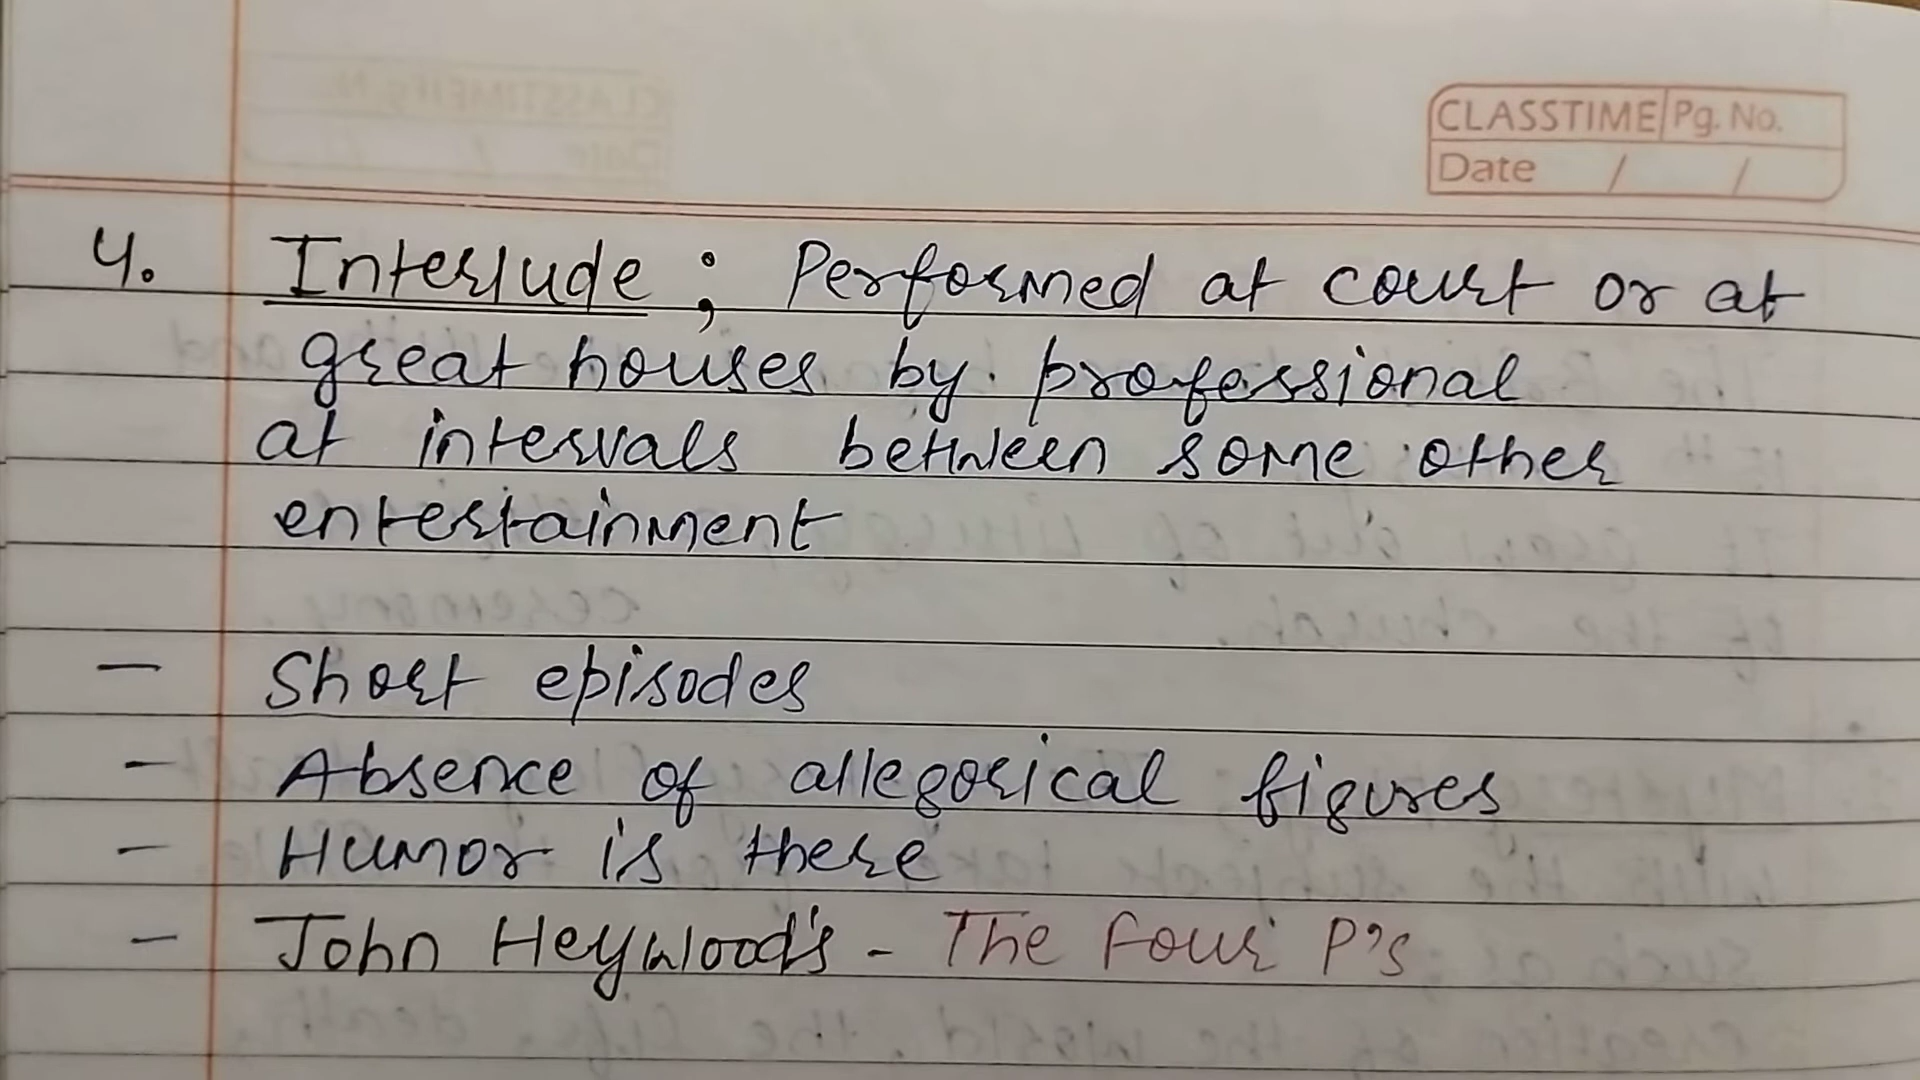 CLASSTIME Pg. No.
Date / /
4. Interlude ; Performed at court or at
great houses by professional
at intervals between some other
entertainment
- Short episodes
- Absence of allegorical figures
- Humor is there
- John Heywood's - The Four P's